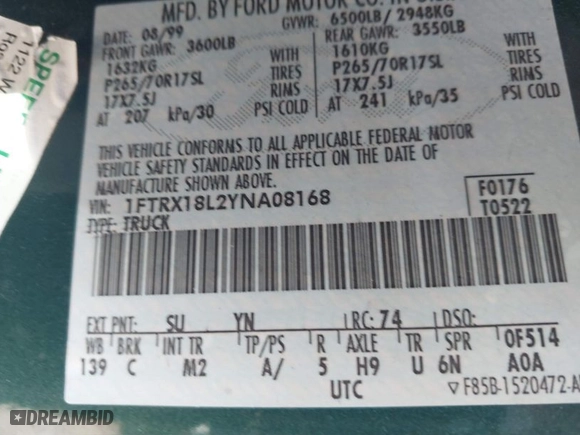 MFD. BY FORD MOTOR CO. IN U.S.A.
DATE: 08/99 GVWR: 6500LB/ 2948KG
FRONT GAWR: 3600LB REAR GAWR: 3550LB
1632KG WITH 1610KG WITH
P265/70R17SL TIRES P265/70R17SL TIRES
17X7.5J RIMS 17X7.5J RIMS
AT 207 kPa/30 PSI COLD AT 241 kPa/35 PSI COLD
THIS VEHICLE CONFORMS TO ALL APPLICABLE FEDERAL MOTOR
VEHICLE SAFETY STANDARDS IN EFFECT ON THE DATE OF
MANUFACTURE SHOWN ABOVE.
VIN: 1FTRX18L2YNA08168 F0176
TYPE: TRUCK T0522
EXT PNT: SU YN RC: 74 DSO:
WB BRK INT TR TP/PS R AXLE TR SPR 0F514
139 C M2 A/ 5 H9 U 6N A0A
UTC F85B-1520472-A
1122 W
SPEE
DREAMBID